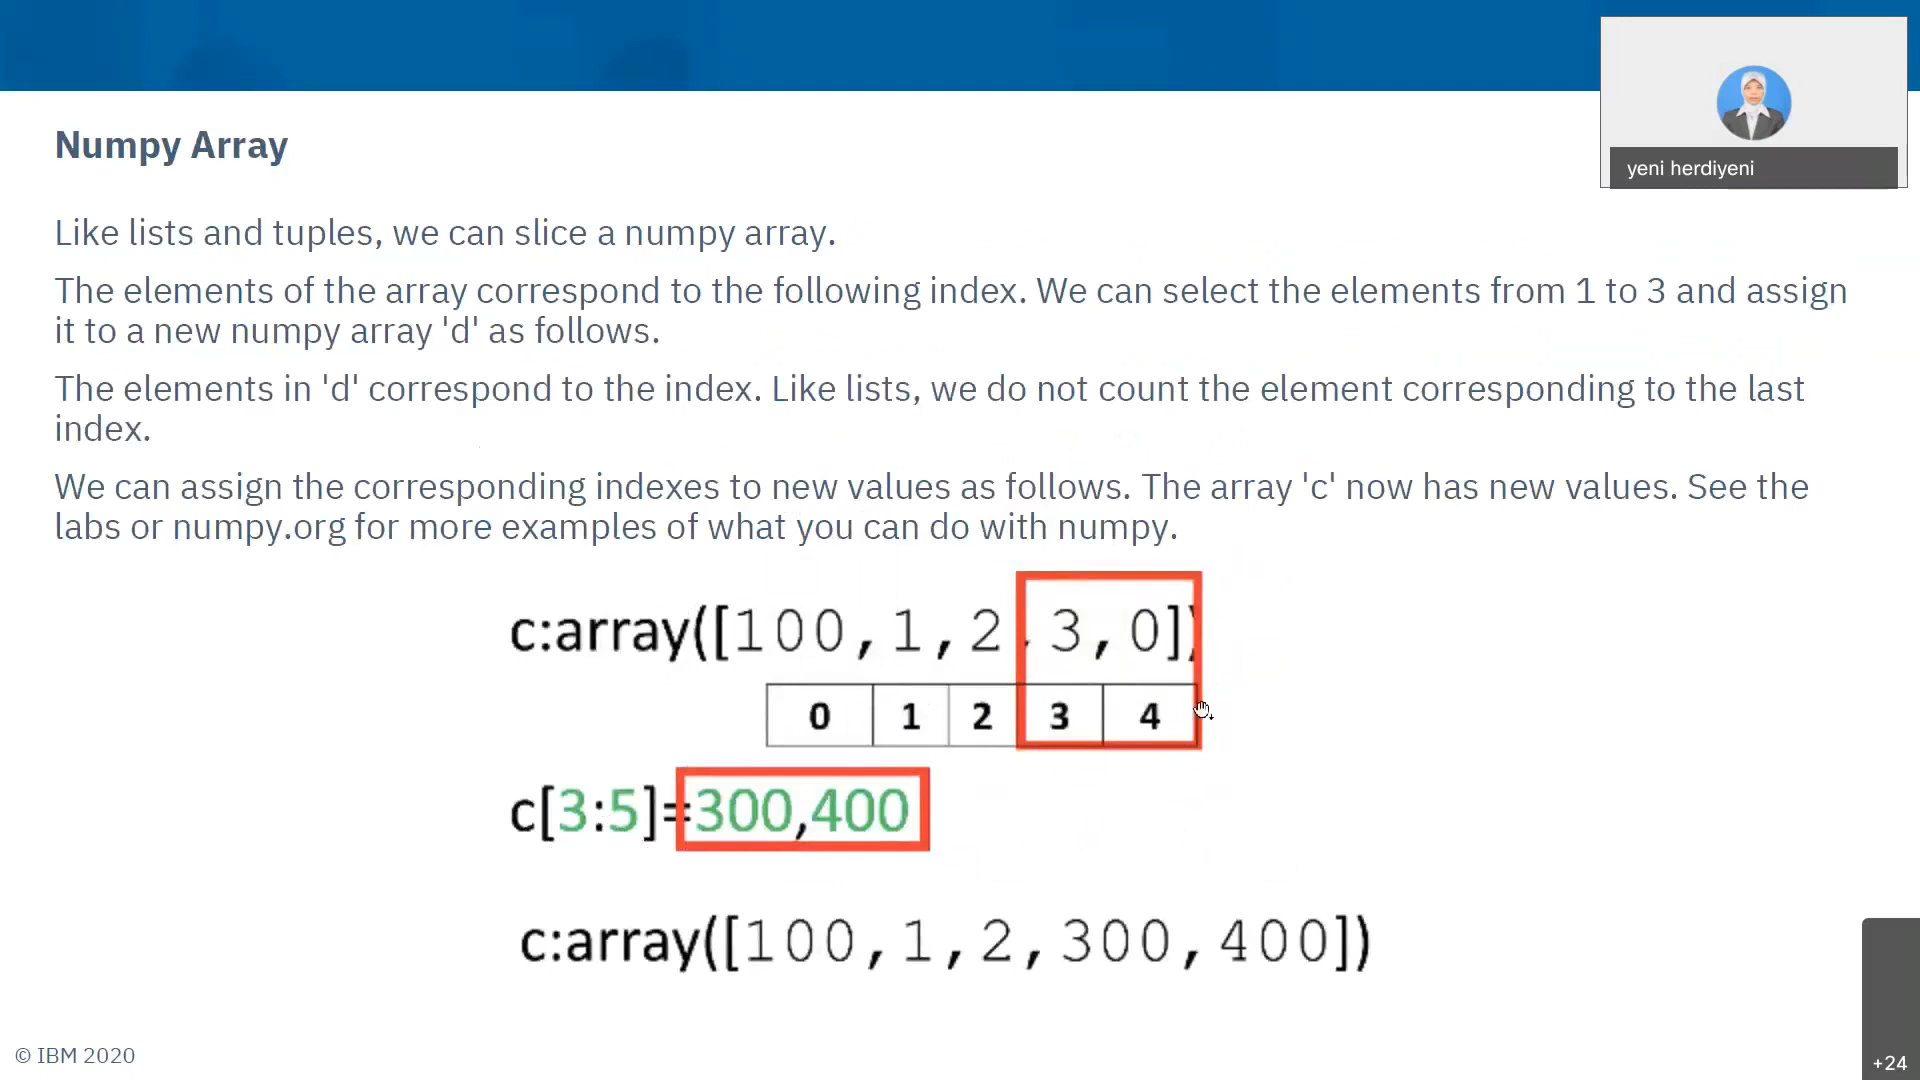 yeni herdiyeni
Numpy Array
Like lists and tuples, we can slice a numpy array.
The elements of the array correspond to the following index. We can select the elements from 1 to 3 and assign
it to a new numpy array 'd' as follows.
The elements in 'd' correspond to the index. Like lists, we do not count the element corresponding to the last
index.
We can assign the corresponding indexes to new values as follows. The array 'c' now has new values. See the
labs or numpy.org for more examples of what you can do with numpy.
c:array([100,1,2,3,0])
0 1 2 3 4
c[3:5]=300,400
c:array([100,1,2,300,400])
© IBM 2020
+24